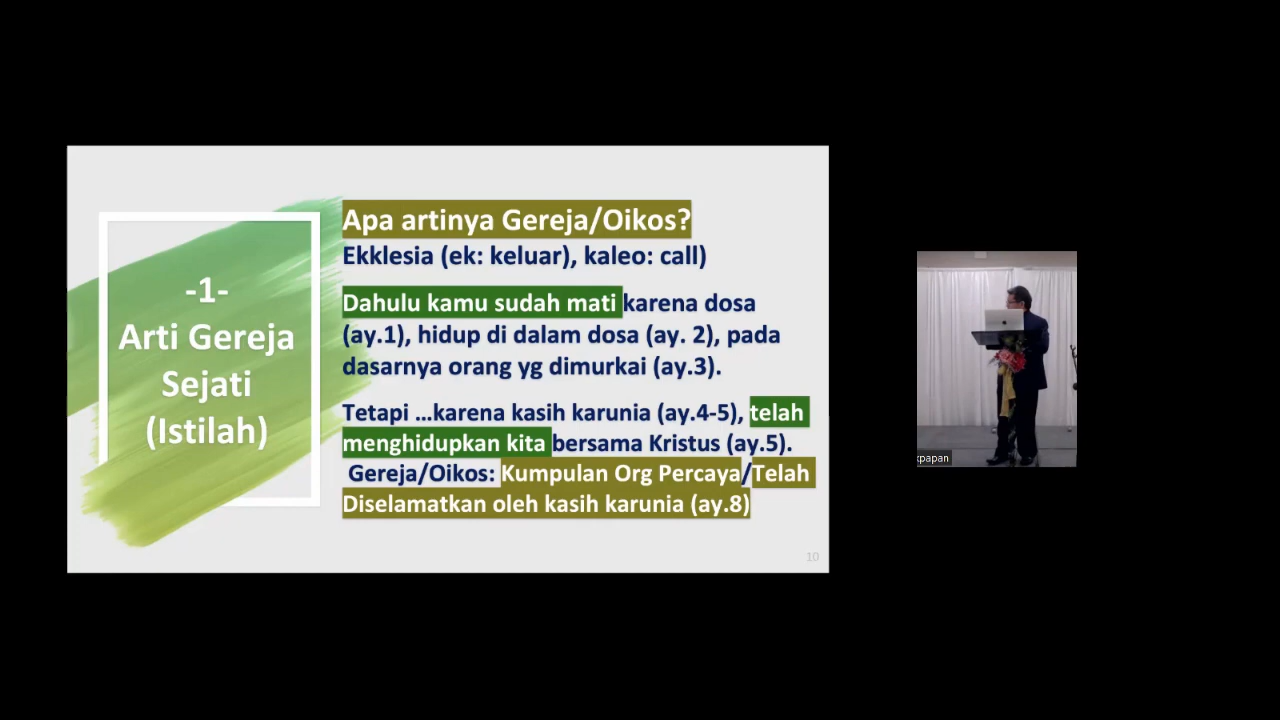 -1-
Arti Gereja
Sejati
(Istilah)
Apa artinya Gereja/Oikos?
Ekklesia (ek: keluar), kaleo: call)
Dahulu kamu sudah mati karena dosa
(ay.1), hidup di dalam dosa (ay. 2), pada
dasarnya orang yg dimurkai (ay.3).
Tetapi ...karena kasih karunia (ay.4-5), telah
menghidupkan kita bersama Kristus (ay.5).
Gereja/Oikos: Kumpulan Org Percaya/Telah
Diselamatkan oleh kasih karunia (ay.8)
10
papan